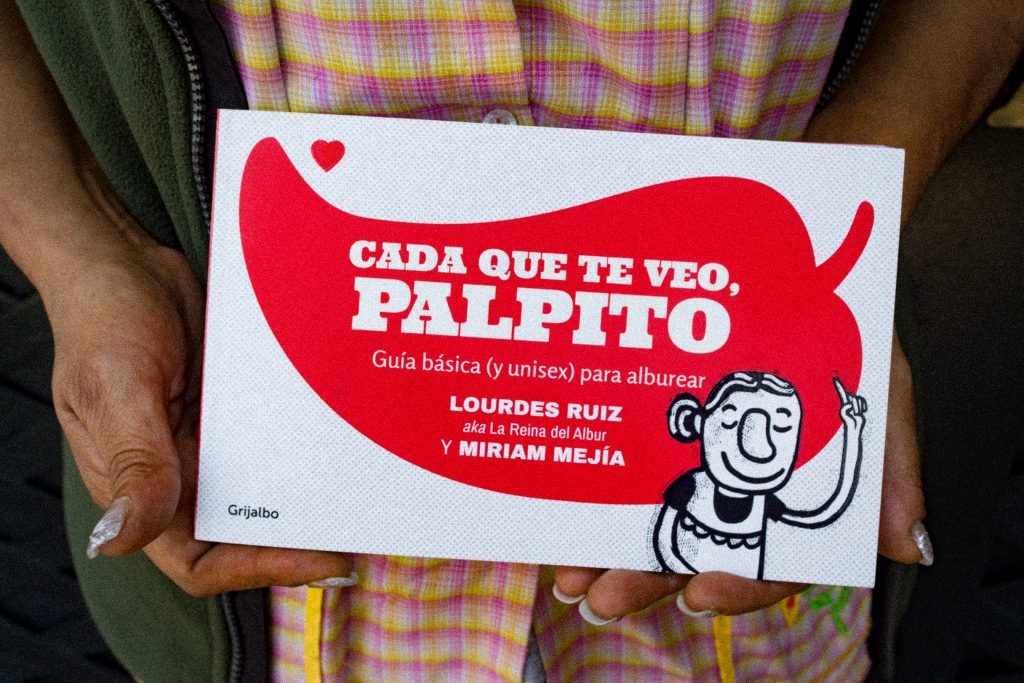 CADA QUE TE VEO,
PALPITO
Guía básica (y unisex) para alburear
LOURDES RUIZ
aka La Reina del Albur
Y MIRIAM MEJÍA
Grijalbo